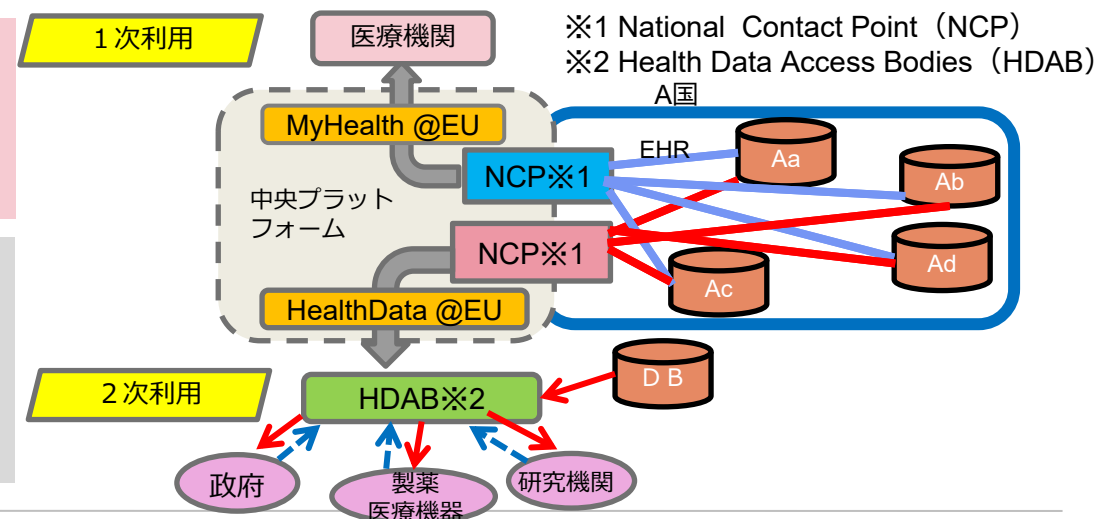 １次利用
医療機関
※1 National Contact Point（NCP）
※2 Health Data Access Bodies（HDAB）
A国
MyHealth @EU
EHR
Aa
Ab
NCP※1
中央プラット
フォーム
NCP※1
Ac
Ad
HealthData @EU
２次利用
HDAB※2
D B
政府
製薬
医療機器
研究機関